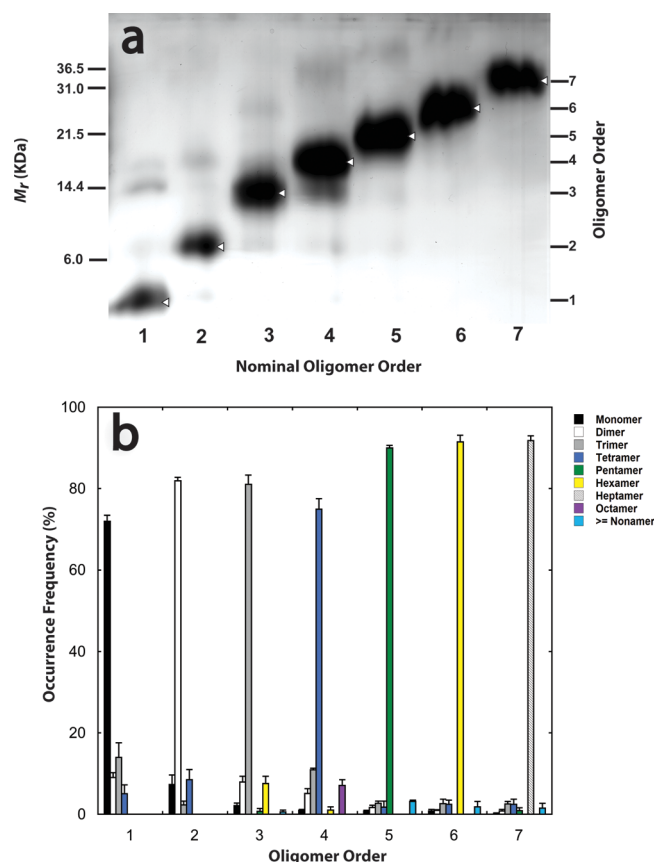 a
36.5
31.0
21.5
14.4
6.0
Mr (KDa)
7
6
5
4
3
2
1
Oligomer Order
1 2 3 4 5 6 7
Nominal Oligomer Order
b
100
80
60
40
20
0
Occurrence Frequency (%)
1 2 3 4 5 6 7
Oligomer Order
Monomer
Dimer
Trimer
Tetramer
Pentamer
Hexamer
Heptamer
Octamer
>= Nonamer